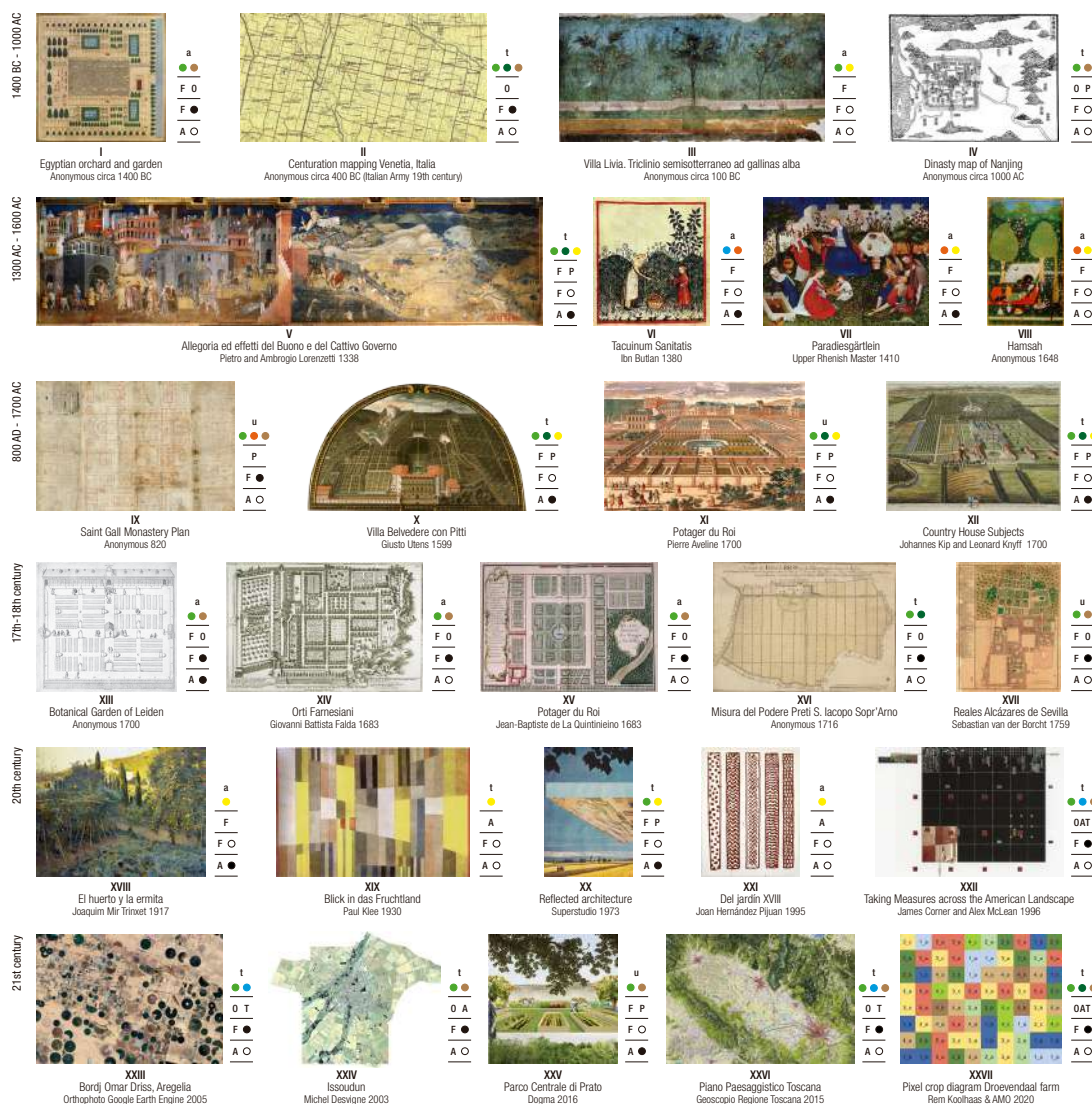 1400 BC - 1000 AC
a
F O
F
A
I
Egyptian orchard and garden
Anonymous circa 1400 BC
t
O
F
A
II
Centuration mapping Venetia, Italia
Anonymous circa 400 BC (Italian Army 19th century)
a
F
F
A
III
Villa Livia. Triclinio semisotterraneo ad gallinas alba
Anonymous circa 100 BC
t
O P
F
A
IV
Dinasty map of Nanjing
Anonymous circa 1000 AC
1300 AC - 1600 AC
t
F P
F
A
V
Allegoria ed effetti del Buono e del Cattivo Governo
Pietro and Ambrogio Lorenzetti 1338
a
F
F
A
VI
Tacuinum Sanitatis
Ibn Butlan 1380
a
F
F
A
VII
Paradiesgärtlein
Upper Rhenish Master 1410
a
F
F
A
VIII
Hamsah
Anonymous 1648
800 AD - 1700 AC
u
P
F
A
IX
Saint Gall Monastery Plan
Anonymous 820
t
F P
F
A
X
Villa Belvedere con Pitti
Giusto Utens 1599
u
F P
F
A
XI
Potager du Roi
Pierre Aveline 1700
t
F P
F
A
XII
Country House Subjects
Johannes Kip and Leonard Knyff 1700
17th-18th century
a
F O
F
A
XIII
Botanical Garden of Leiden
Anonymous 1700
a
F O
F
A
XIV
Orti Farnesiani
Giovanni Battista Falda 1683
a
F O
F
A
XV
Potager du Roi
Jean-Baptiste de La Quintinieino 1683
t
F O
F
A
XVI
Misura del Podere Preti S. Iacopo Sopr'Arno
Anonymous 1716
u
F O
F
A
XVII
Reales Alcázares de Sevilla
Sebastian van der Borcht 1759
20th century
a
F
F
A
XVIII
El huerto y la ermita
Joaquim Mir Trinxet 1917
t
A
F
A
XIX
Blick in das Fruchtland
Paul Klee 1930
t
F P
F
A
XX
Reflected architecture
Superstudio 1973
a
A
F
A
XXI
Del jardín XVIII
Joan Hernández Pijuan 1995
t
OAT
F
A
XXII
Taking Measures across the American Landscape
James Corner and Alex McLean 1996
21st century
t
O T
F
A
XXIII
Bordj Omar Driss, Aregelia
Orthophoto Google Earth Engine 2005
t
O A
F
A
XXIV
Issoudun
Michel Desvigne 2003
u
F P
F
A
XXV
Parco Centrale di Prato
Dogma 2016
t
O T
F
A
XXVI
Piano Paesaggistico Toscana
Geoscopio Regione Toscana 2015
t
OAT
F
A
XXVII
Pixel crop diagram Droevendaal farm
Rem Koolhaas & AMO 2020